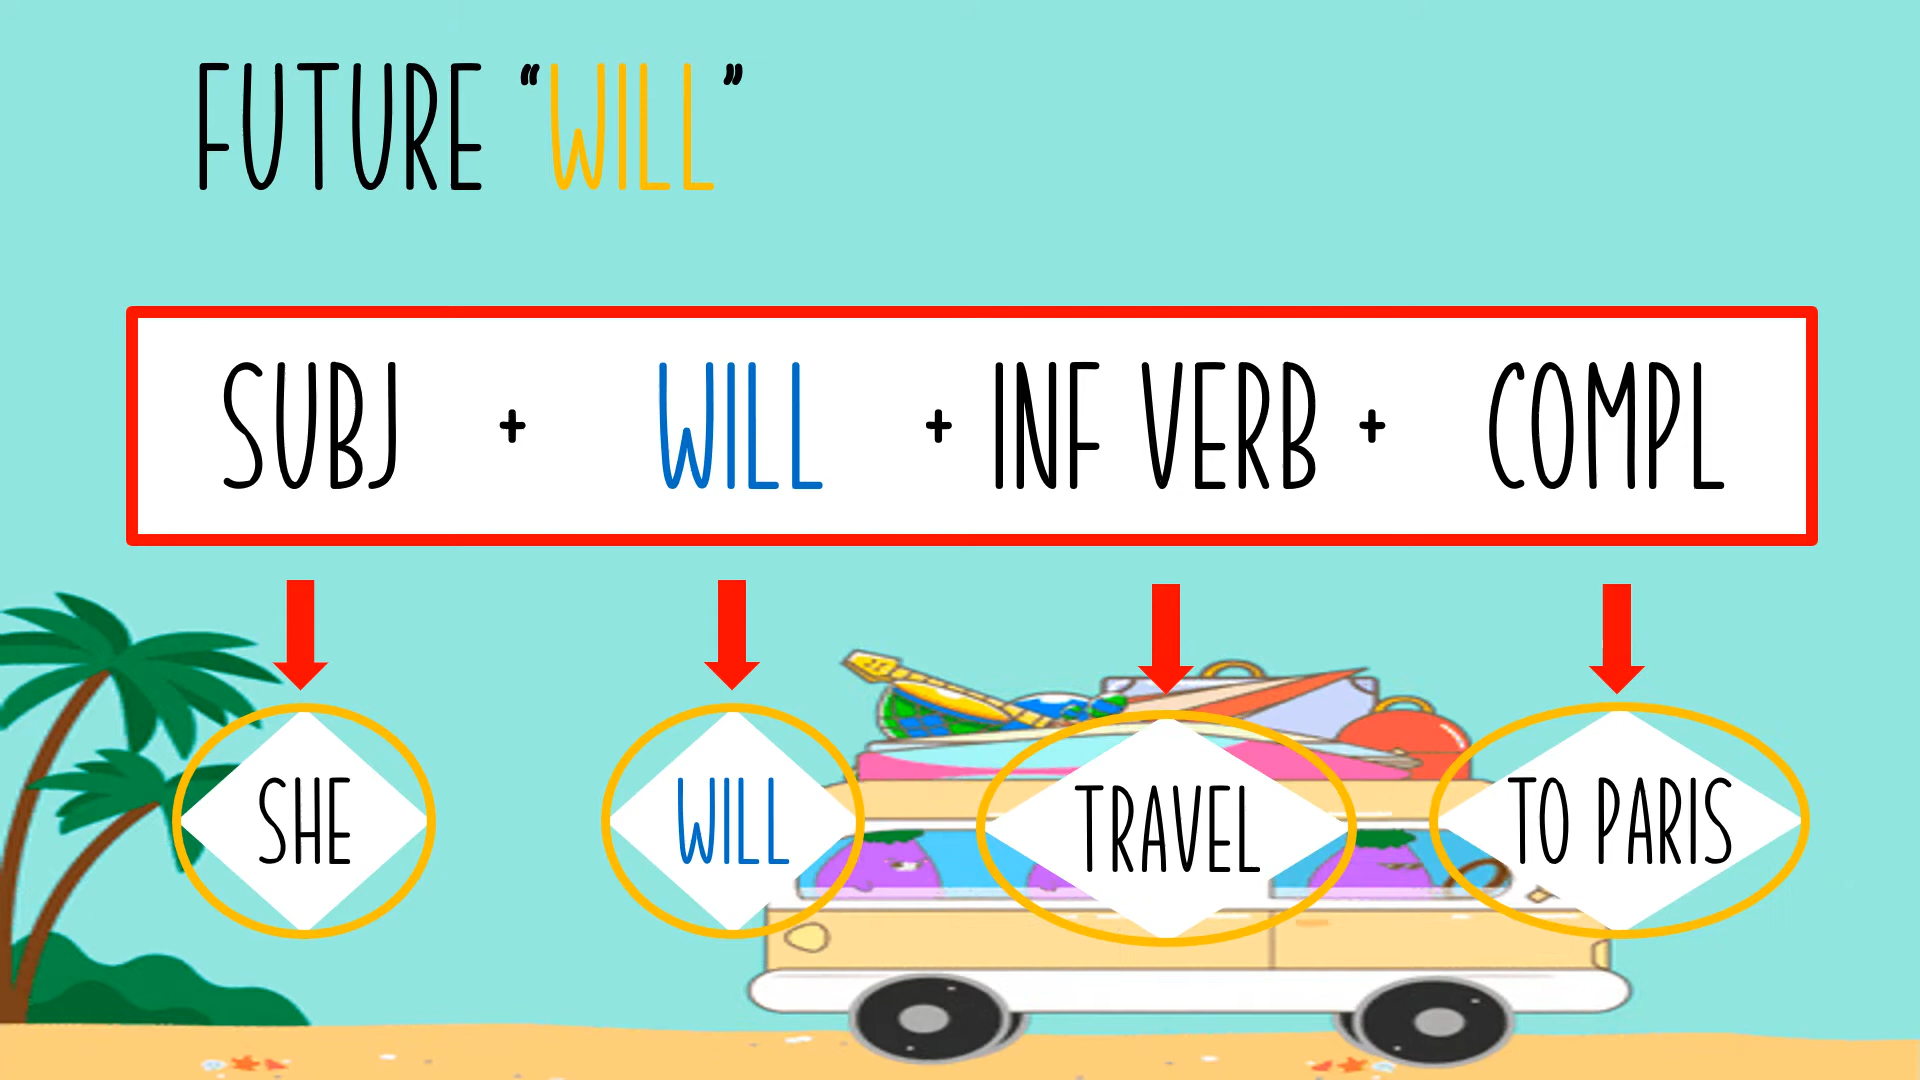 FUTURE “WILL”
SUBJ + WILL + INF VERB + COMPL
SHE WILL TRAVEL TO PARIS